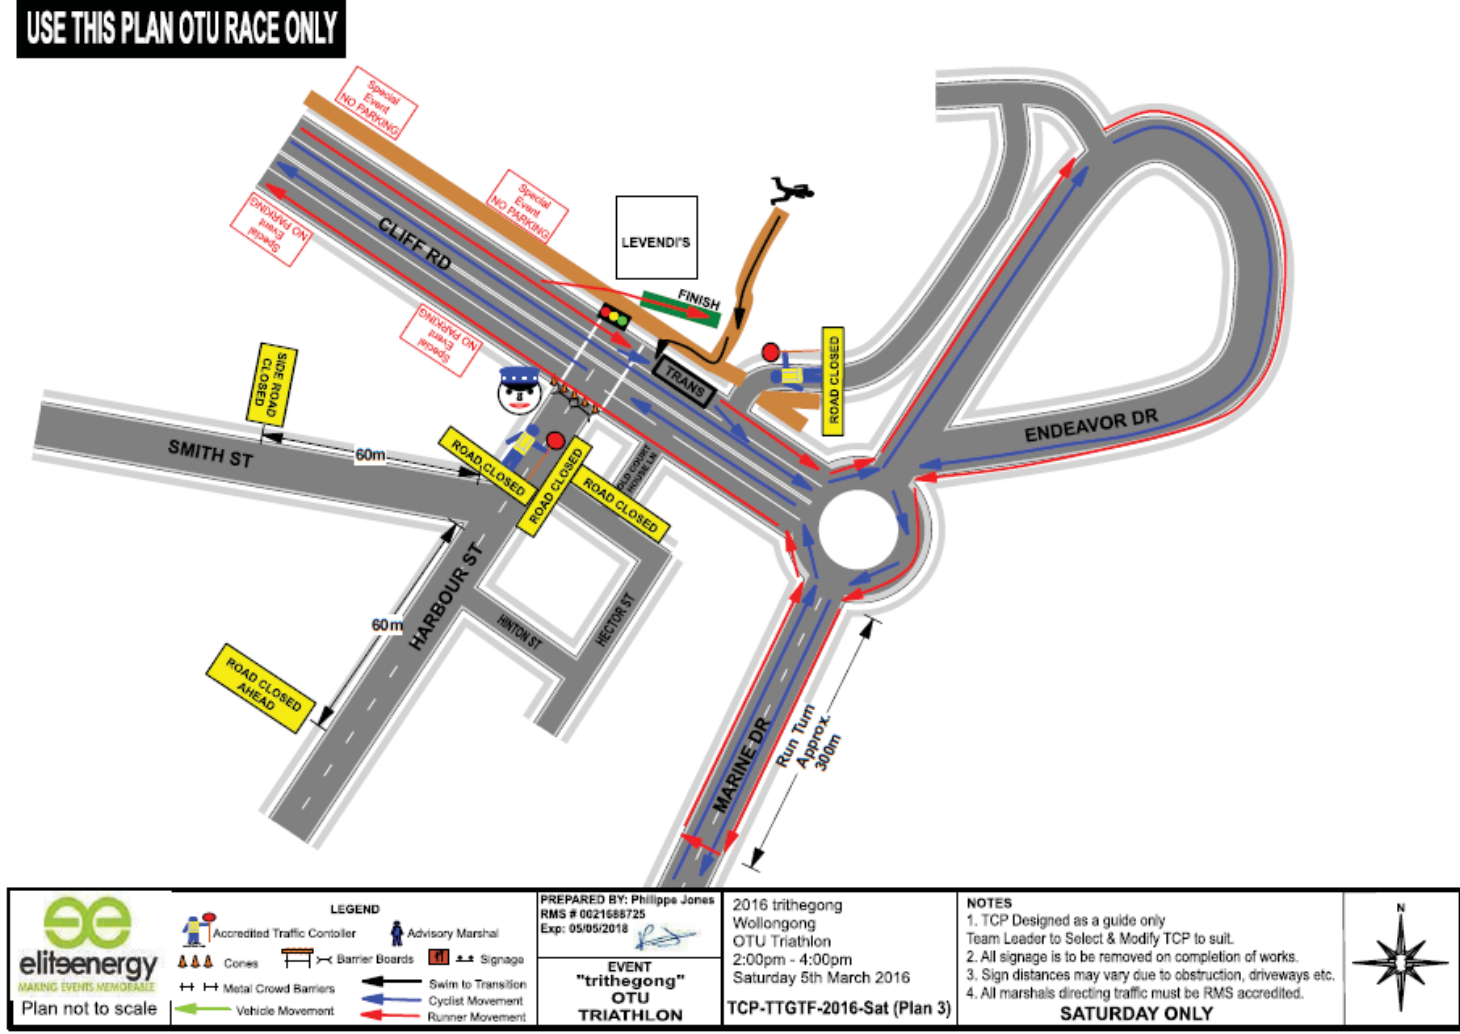 USE THIS PLAN OTU RACE ONLY
Special
Event
NO PARKING
Special
Event
NO PARKING
Special
Event
NO PARKING
Special
Event
NO PARKING
CLIFF RD
LEVENDI'S
FINISH
TRANS
ROAD CLOSED
ENDEAVOR DR
SIDE ROAD
CLOSED
SMITH ST
60m
ROAD CLOSED
ROAD CLOSED
ROAD CLOSED
OLD COURT
HOUSE LN
HARBOUR ST
60m
HINTON ST
HECTOR ST
ROAD CLOSED
AHEAD
MARINE DR
Run Turn
Approx.
300m
eliteenergy
MAKING EVENTS MEMORABLE
Plan not to scale
LEGEND
Accredited Traffic Contoller
Advisory Marshal
Cones
Barrier Boards
Signage
Metal Crowd Barriers
Swim to Transition
Cyclist Movement
Vehicle Movement
Runner Movement
PREPARED BY: Philippe Jones
RMS # 0021688725
Exp: 05/05/2018
EVENT
"trithegong"
OTU
TRIATHLON
2016 trithegong
Wollongong
OTU Triathlon
2:00pm - 4:00pm
Saturday 5th March 2016
TCP-TTGTF-2016-Sat (Plan 3)
NOTES
1. TCP Designed as a guide only
Team Leader to Select & Modify TCP to suit.
2. All signage is to be removed on completion of works.
3. Sign distances may vary due to obstruction, driveways etc.
4. All marshals directing traffic must be RMS accredited.
SATURDAY ONLY
N